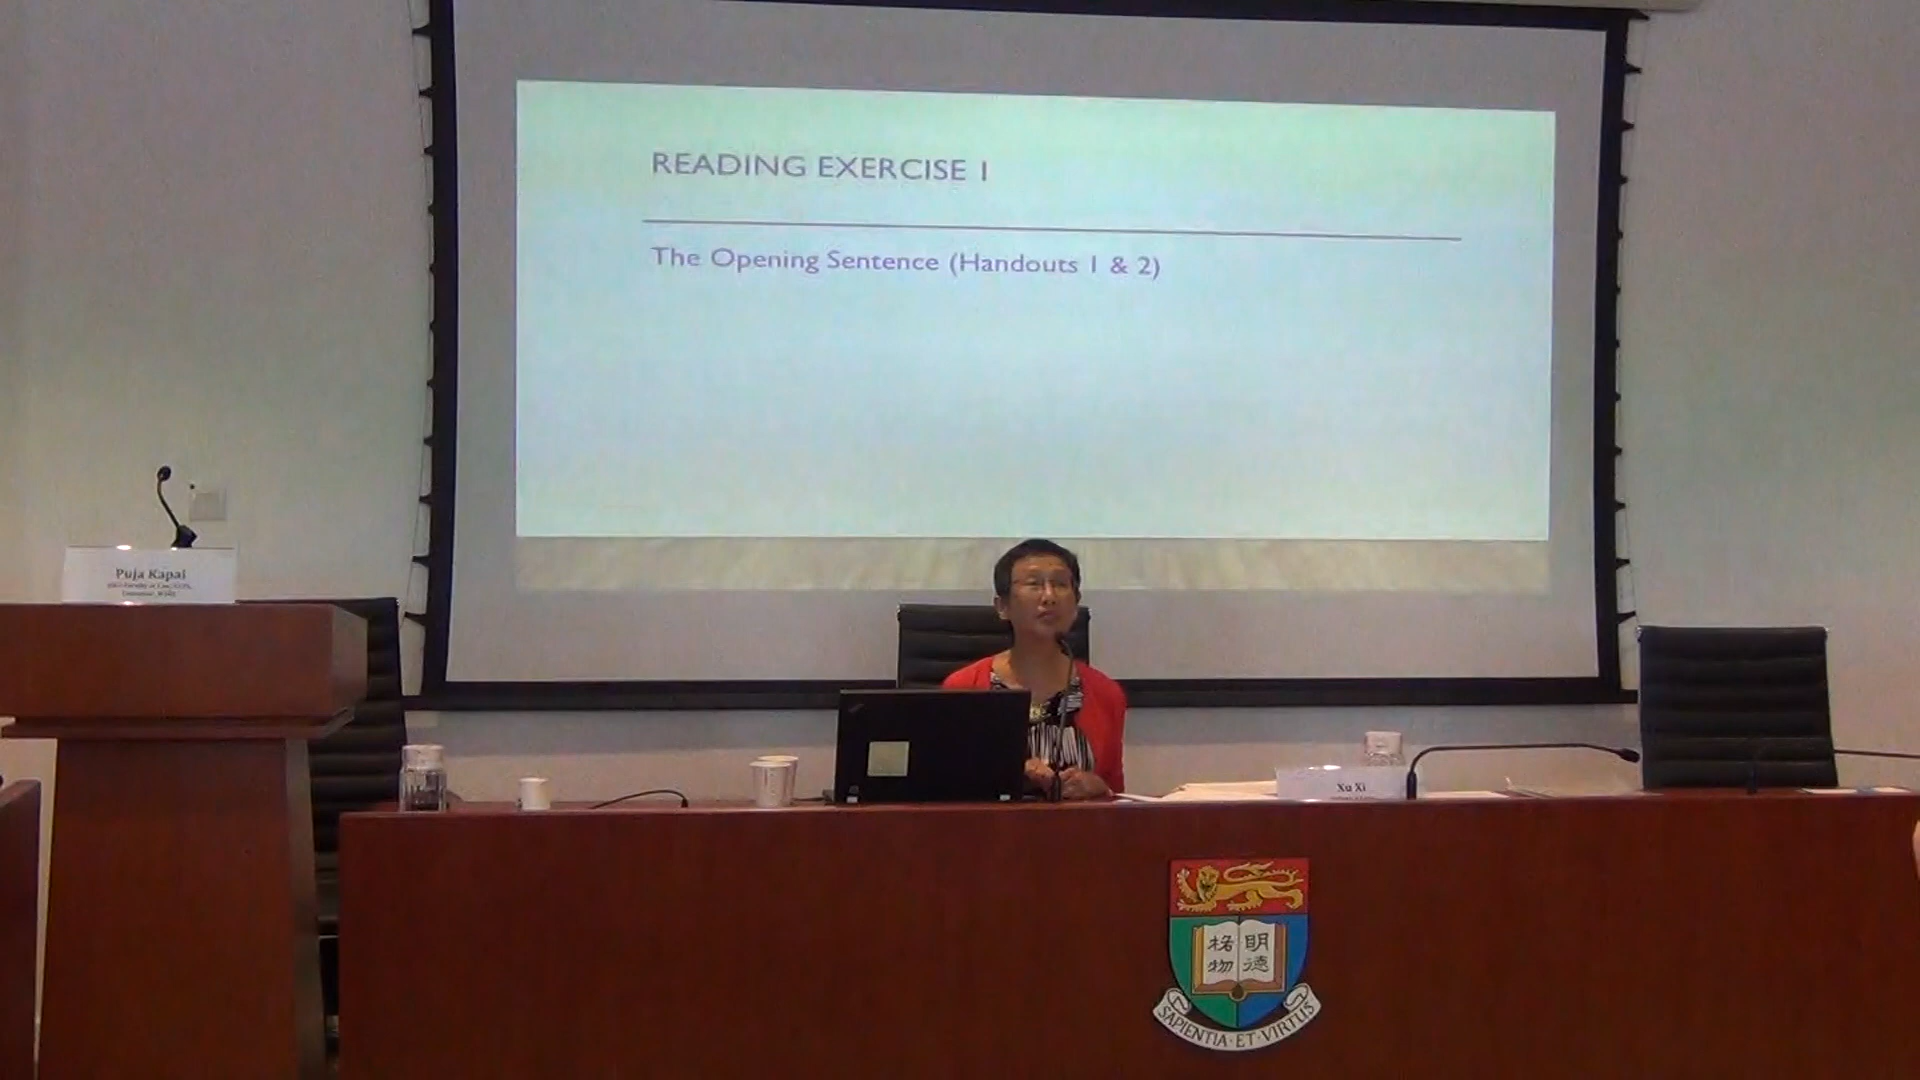 READING EXERCISE 1
The Opening Sentence (Handouts 1 & 2)
Puja Kapai
Xu Xi
格 明
物 德
SAPIENTIA·ET·VIRTUS